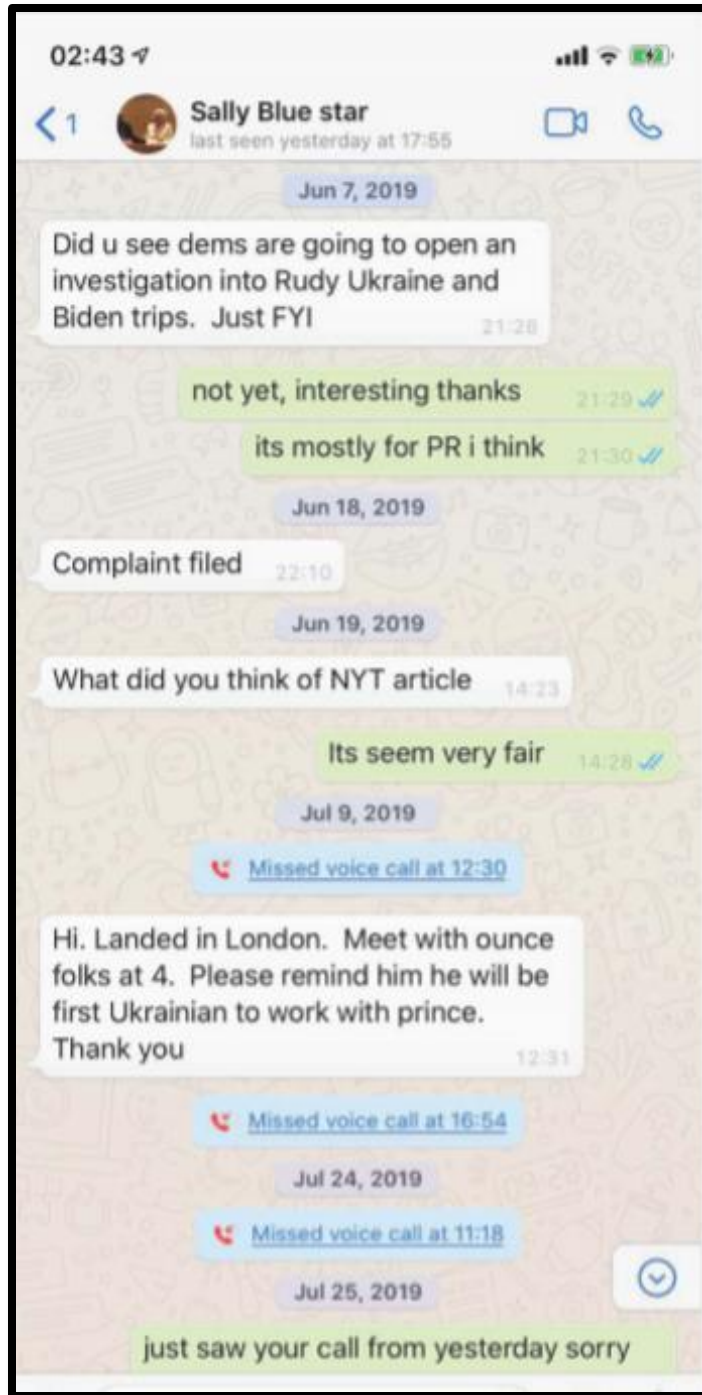 02:43
1
Sally Blue star
last seen yesterday at 17:55
Jun 7, 2019
Did u see dems are going to open an
investigation into Rudy Ukraine and
Biden trips.  Just FYI
21:28
not yet, interesting thanks
21:29
its mostly for PR i think
21:30
Jun 18, 2019
Complaint filed
22:10
Jun 19, 2019
What did you think of NYT article
14:23
Its seem very fair
14:28
Jul 9, 2019
Missed voice call at 12:30
Hi. Landed in London.  Meet with ounce
folks at 4.  Please remind him he will be
first Ukrainian to work with prince.
Thank you
12:31
Missed voice call at 16:54
Jul 24, 2019
Missed voice call at 11:18
Jul 25, 2019
just saw your call from yesterday sorry